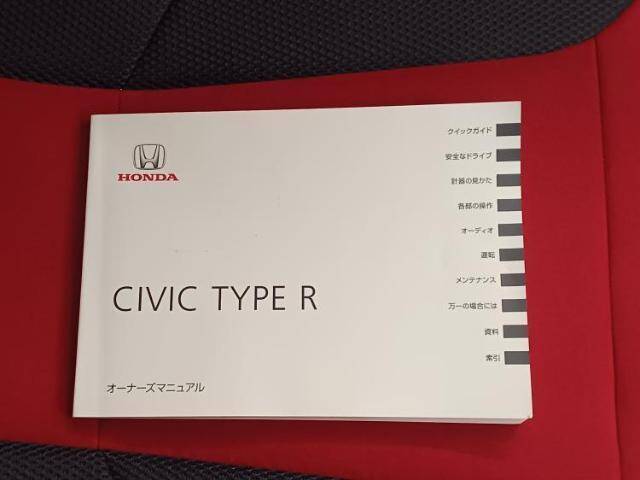 HONDA
CIVIC TYPE R
オーナーズマニュアル
クイックガイド
安全なドライブ
計器の見かた
各部の操作
オーディオ
運転
メンテナンス
万一の場合には
資料
索引